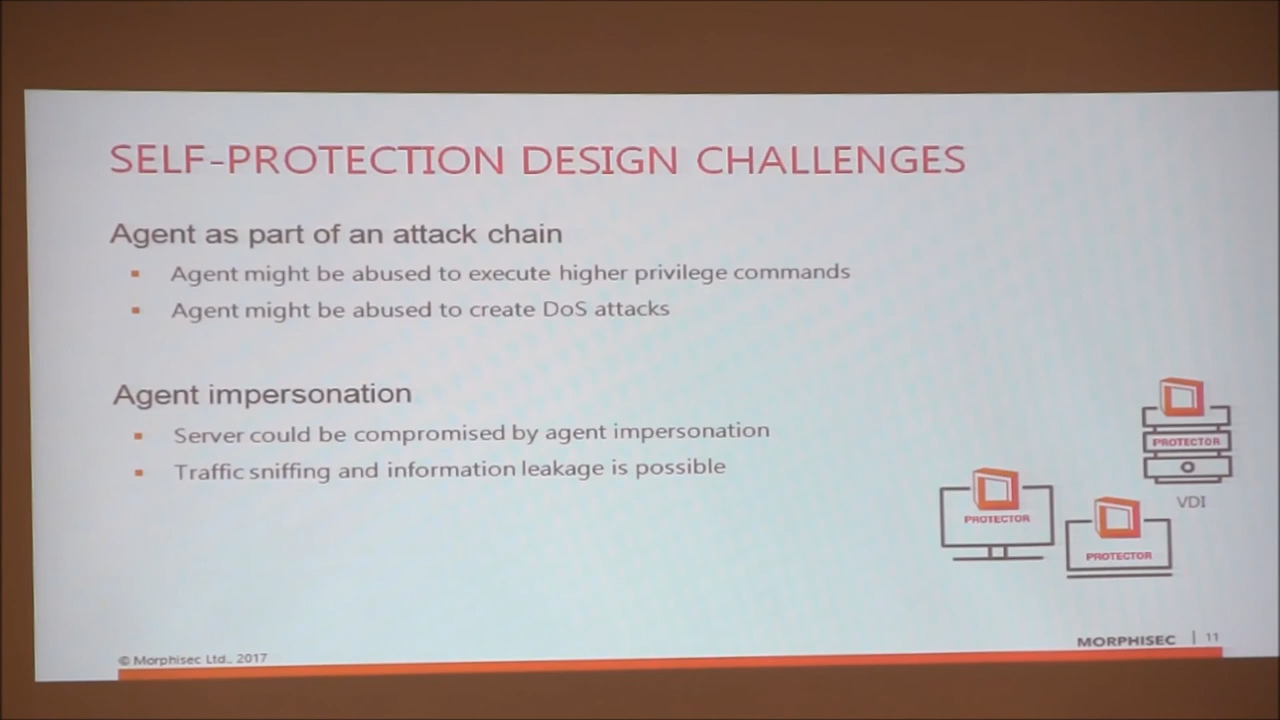 SELF-PROTECTION DESIGN CHALLENGES
Agent as part of an attack chain
▪ Agent might be abused to execute higher privilege commands
▪ Agent might be abused to create DoS attacks
Agent impersonation
▪ Server could be compromised by agent impersonation
▪ Traffic sniffing and information leakage is possible
PROTECTOR
VDI
PROTECTOR
PROTECTOR
MORPHISEC | 11
© Morphisec Ltd., 2017